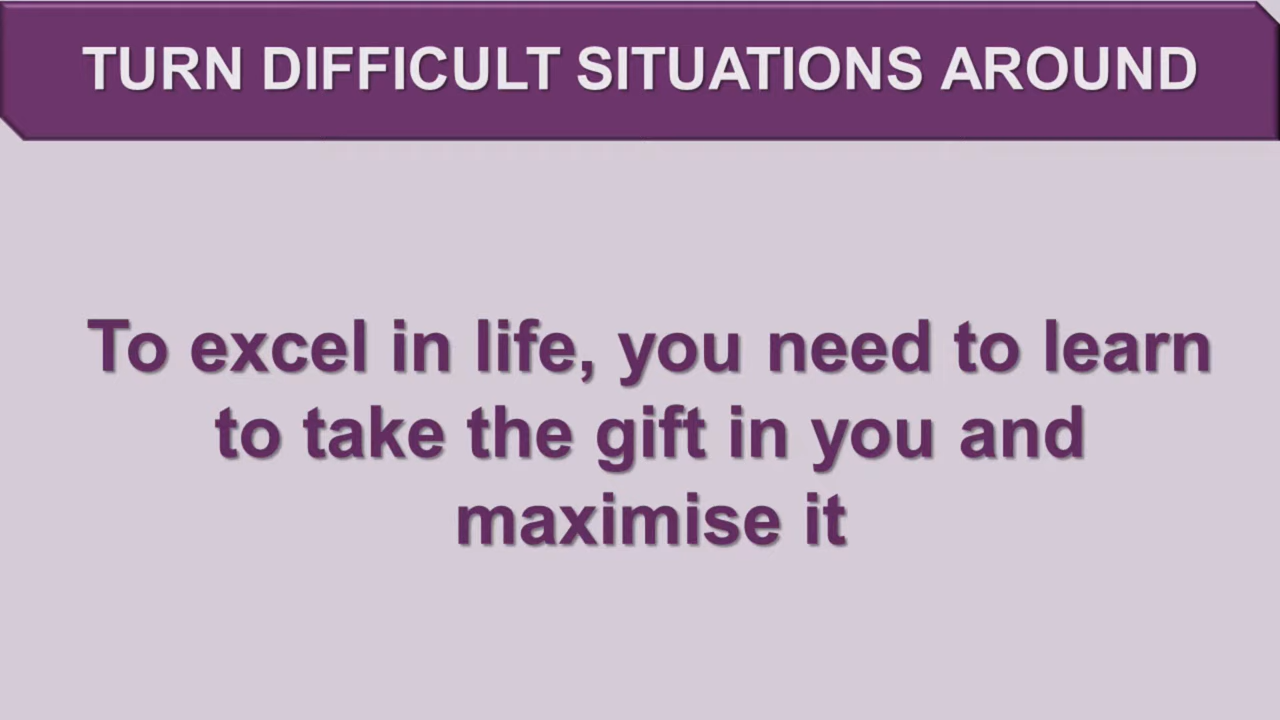 TURN DIFFICULT SITUATIONS AROUND
To excel in life, you need to learn
to take the gift in you and
maximise it